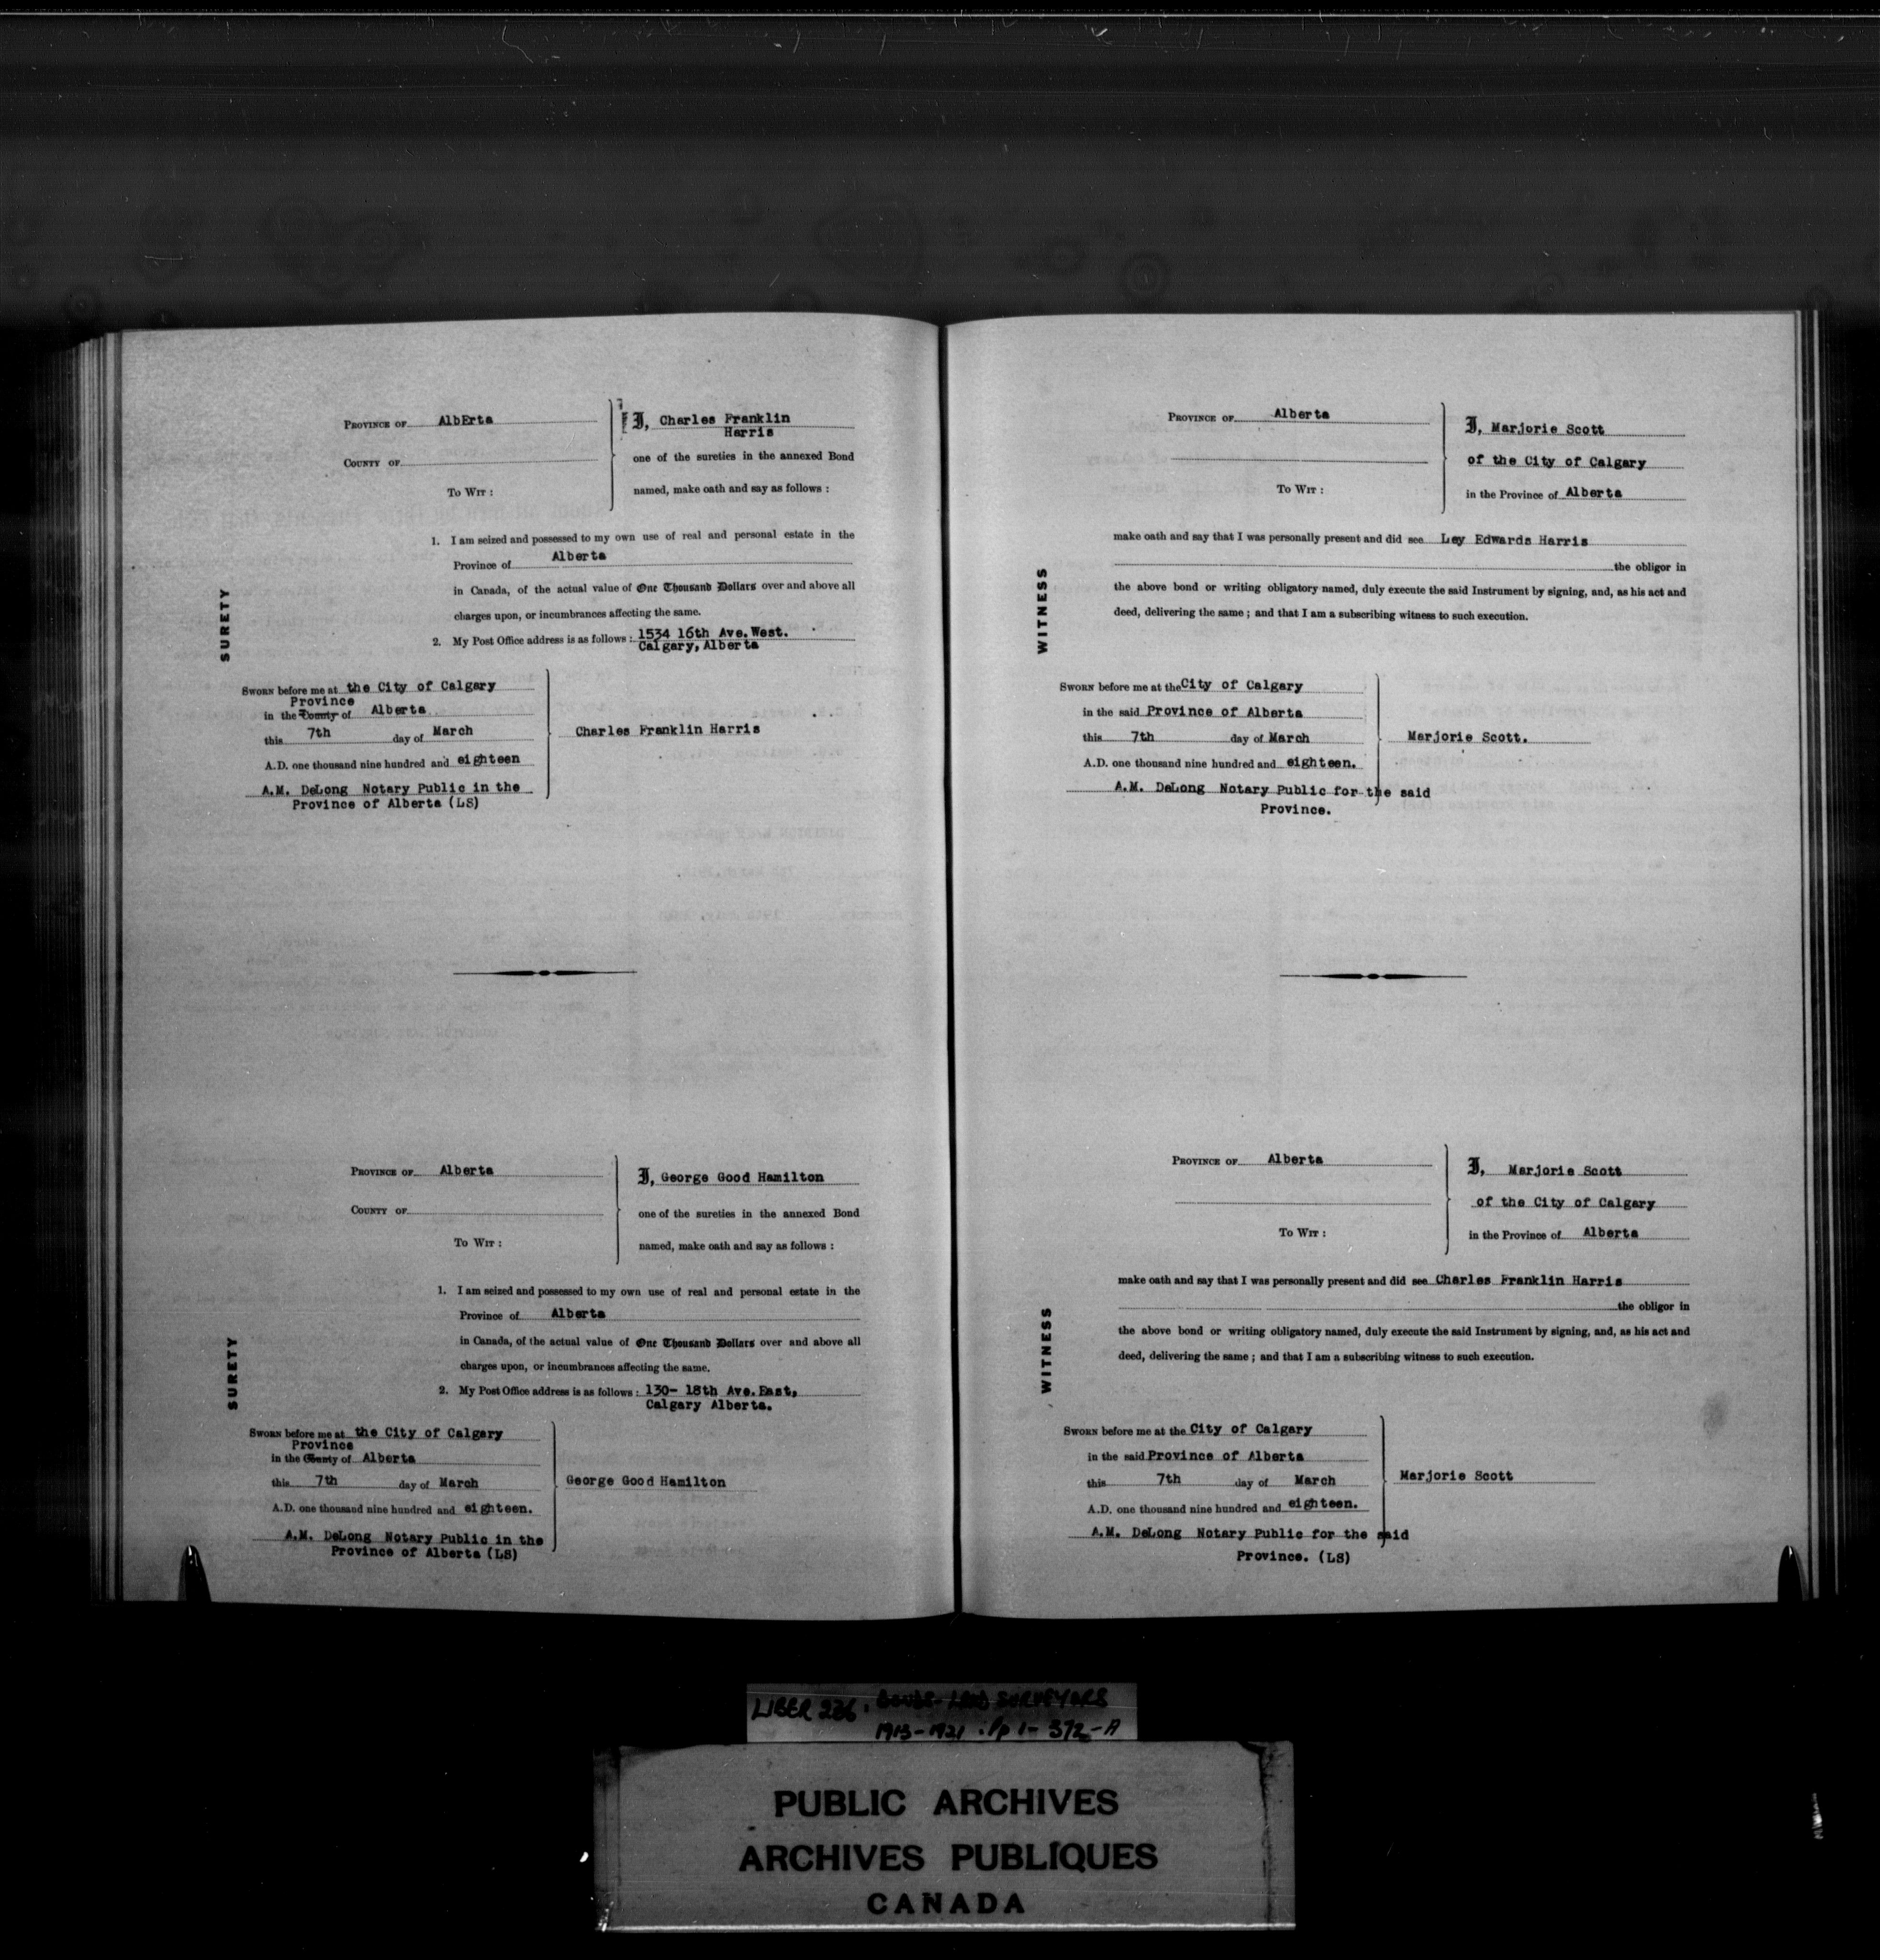 PROVINCE OF AlbErta
COUNTY OF
TO WIT :
I, Charles Franklin
Harris
one of the sureties in the annexed Bond
named, make oath and say as follows :
1. I am seized and possessed to my own use of real and personal estate in the
Alberta
Province of
in Canada, of the actual value of One Thousand Dollars over and above all
charges upon, or incumbrances affecting the same.
2. My Post Office address is as follows : 1534 16th Ave.West.
Calgary, Alberta
SURETY
SWORN before me at the City of Calgary
Province
in the County of Alberta
this 7th day of March
A.D. one thousand nine hundred and eighteen
A.M. DeLong Notary Public in the
Province of Alberta (LS)
Charles Franklin Harris
PROVINCE OF Alberta
COUNTY OF
TO WIT :
I, George Good Hamilton
one of the sureties in the annexed Bond
named, make oath and say as follows :
1. I am seized and possessed to my own use of real and personal estate in the
Province of Alberta
in Canada, of the actual value of One Thousand Dollars over and above all
charges upon, or incumbrances affecting the same.
2. My Post Office address is as follows : 130- 18th Ave. East,
Calgary Alberta.
SURETY
SWORN before me at the City of Calgary
Province
in the County of Alberta
this 7th day of March
A.D. one thousand nine hundred and eighteen.
A.M. DeLong Notary Public in the
Province of Alberta (LS)
George Good Hamilton
PROVINCE OF Alberta
TO WIT :
I, Marjorie Scott
of the City of Calgary
in the Province of Alberta
make oath and say that I was personally present and did see Ley Edwards Harris
the obligor in
the above bond or writing obligatory named, duly execute the said Instrument by signing, and, as his act and
deed, delivering the same ; and that I am a subscribing witness to such execution.
WITNESS
SWORN before me at the City of Calgary
in the said Province of Alberta
this 7th day of March
A.D. one thousand nine hundred and eighteen.
A.M. DeLong Notary Public for the said
Province.
Marjorie Scott.
PROVINCE OF Alberta
TO WIT :
I, Marjorie Scott
of the City of Calgary
in the Province of Alberta
make oath and say that I was personally present and did see Charles Franklin Harris
the obligor in
the above bond or writing obligatory named, duly execute the said Instrument by signing, and, as his act and
deed, delivering the same ; and that I am a subscribing witness to such execution.
WITNESS
SWORN before me at the City of Calgary
in the said Province of Alberta
this 7th day of March
A.D. one thousand nine hundred and eighteen.
A.M. DeLong Notary Public for the said
Province. (LS)
Marjorie Scott
LIBER 236. BONDS - LAND SURVEYORS
1913-1921 : Pp 1- 372-A
PUBLIC ARCHIVES
ARCHIVES PUBLIQUES
CANADA